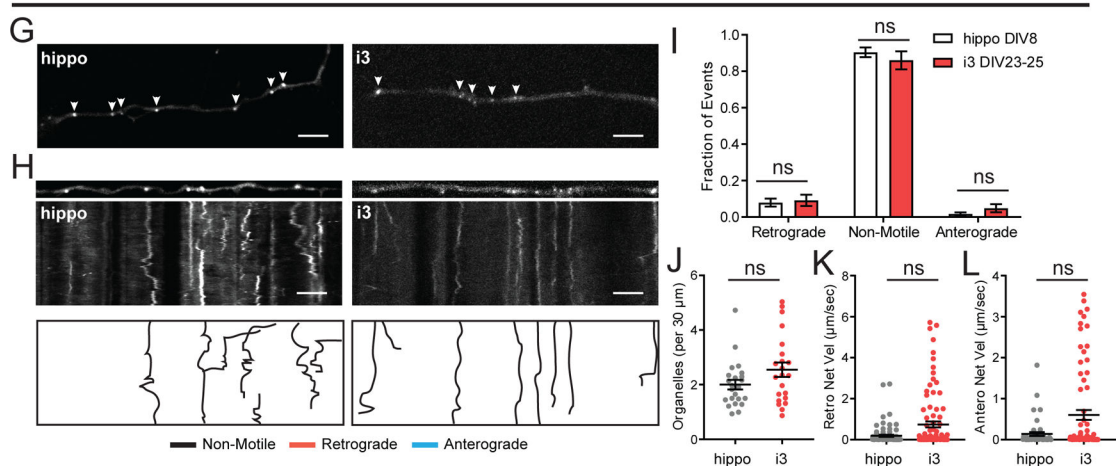 G
hippo
i3
H
hippo
i3
Non-Motile
Retrograde
Anterograde
I
ns
ns
ns
hippo DIV8
i3 DIV23-25
Fraction of Events
1.0
0.8
0.6
0.4
0.2
0.0
Retrograde
Non-Motile
Anterograde
J
ns
Organelles (per 30 µm)
6
4
2
0
hippo
i3
K
ns
Retro Net Vel (µm/sec)
8
6
4
2
0
hippo
i3
L
ns
Antero Net Vel (µm/sec)
4
3
2
1
0
hippo
i3